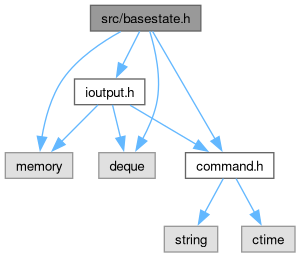 src/basestate.h
ioutput.h
memory
deque
command.h
string
ctime